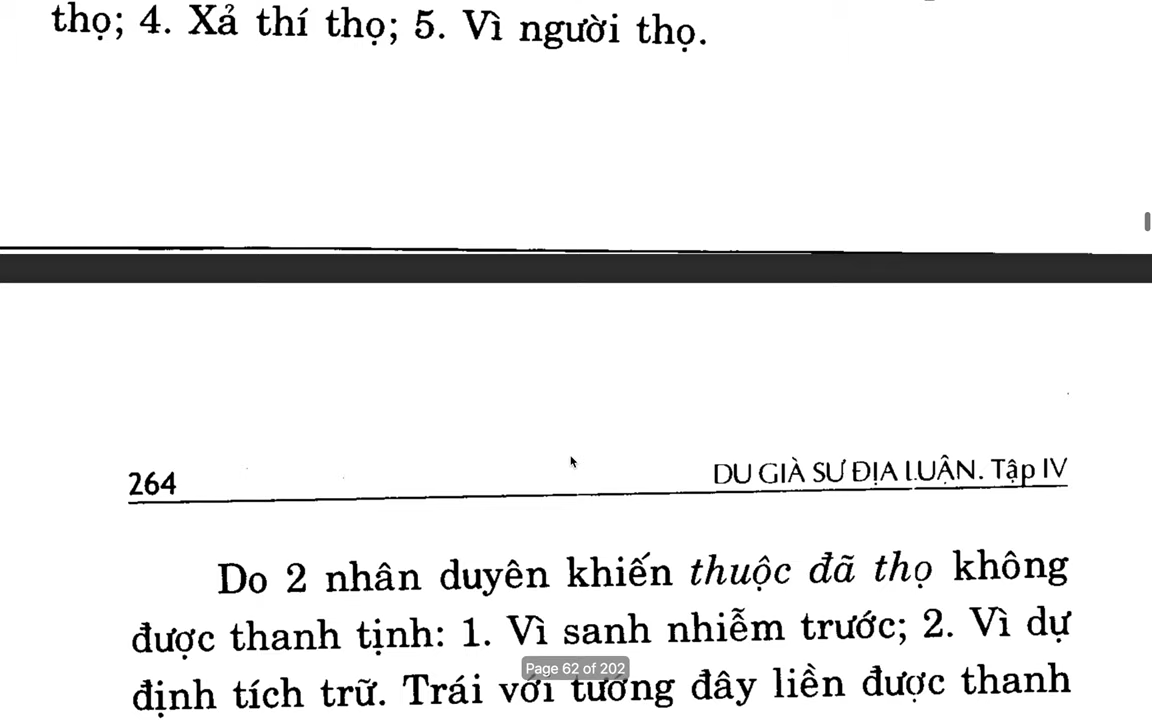 thọ; 4. Xả thí thọ; 5. Vì người thọ.
264
DU GIÀ SƯ ĐỊA LUẬN. Tập IV
Do 2 nhân duyên khiến thuộc đã thọ không
được thanh tịnh: 1. Vì sanh nhiễm trước; 2. Vì dự
Page 62 of 202
định tích trữ. Trái với tướng đây liền được thanh